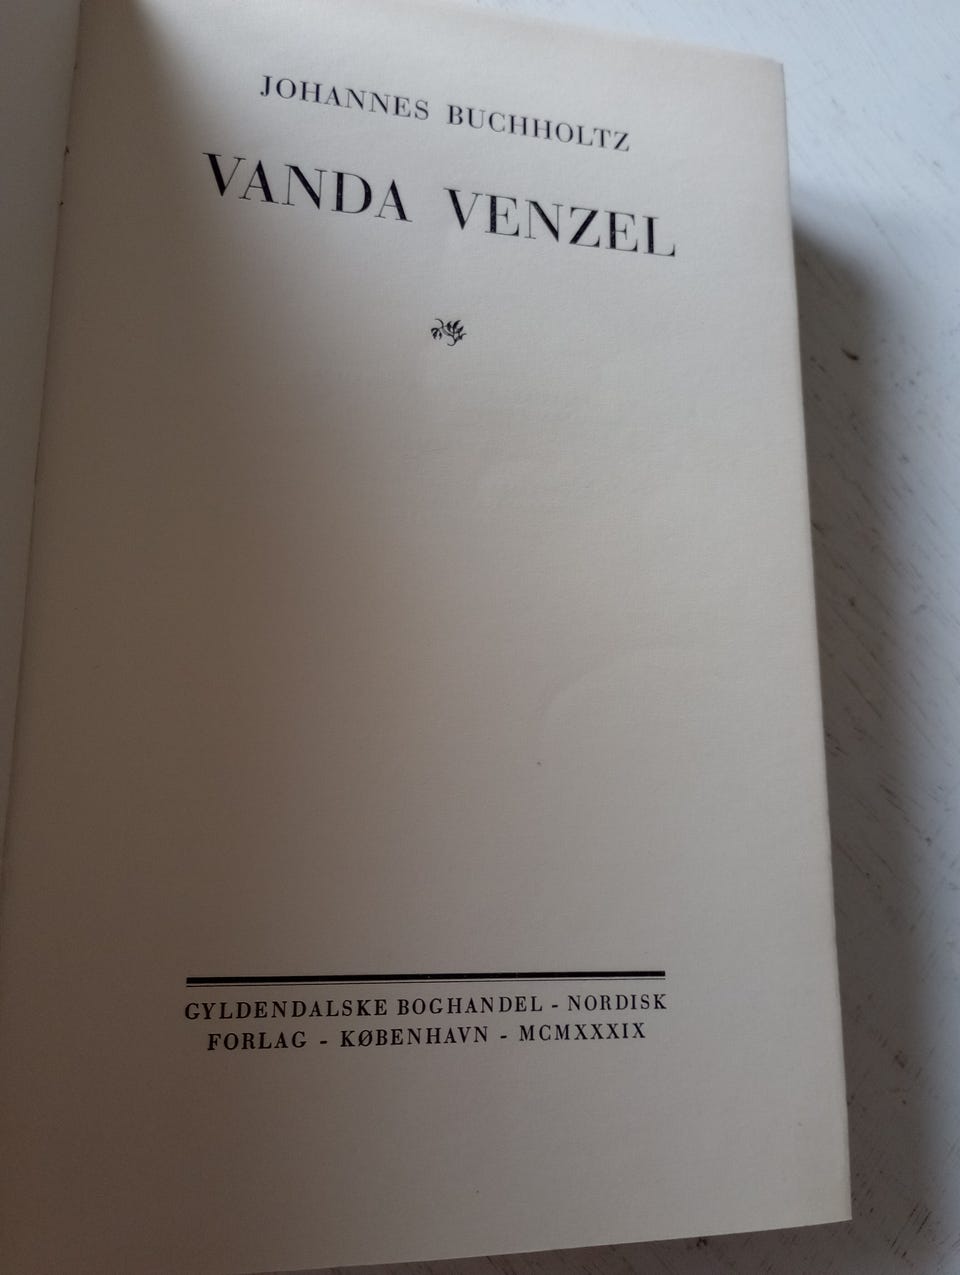 JOHANNES BUCHHOLTZ
VANDA VENZEL
GYLDENDALSKE BOGHANDEL - NORDISK
FORLAG - KØBENHAVN - MCMXXXIX